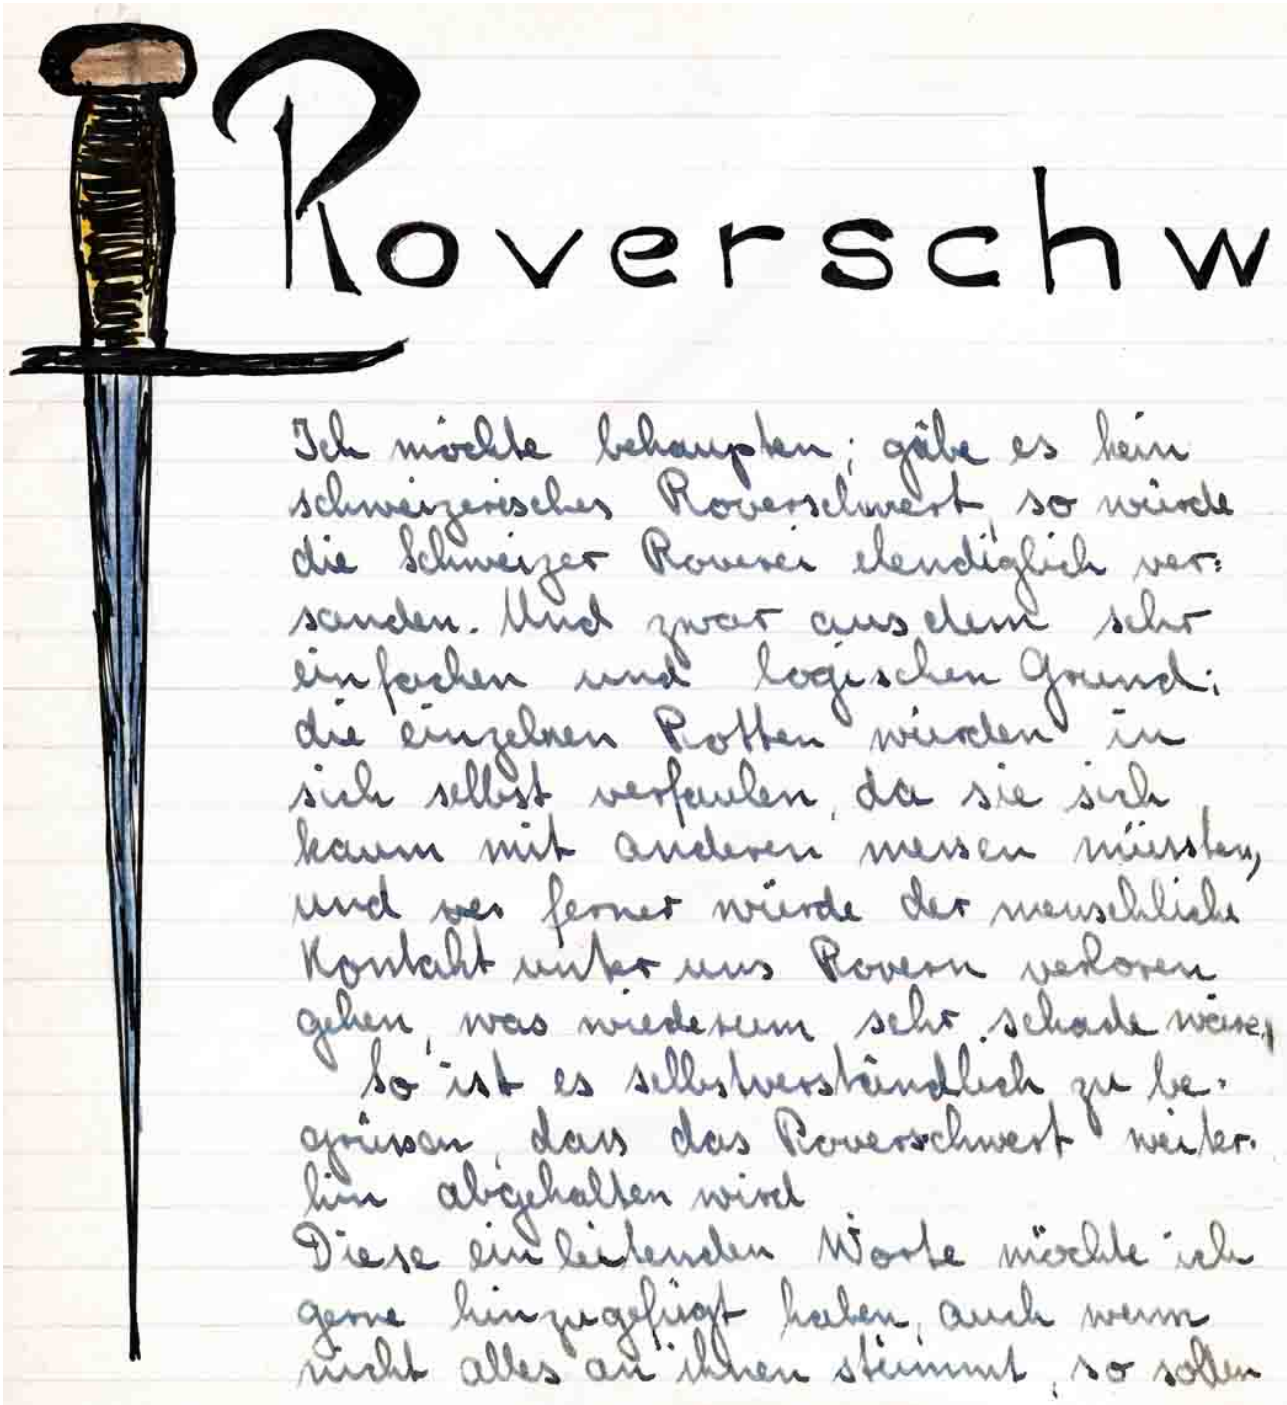 Roverschw
Ich möchte behaupten; gäbe es kein
schweizerisches Roverschwert, so würde
die Schweizer Roverei elendiglich ver=
sanden. Und zwar aus dem sehr
einfachen und logischen Grund;
die einzelnen Rotten würden in
sich selbst verfaulen, da sie sich
kaum mit anderen messen müssten,
und ferner würde der menschliche
Kontakt unter uns Rovern verloren
gehen, was wiederum sehr schade wäre.
So ist es selbstverständlich zu be=
grüssen, dass das Roverschwert weiter=
hin abgehalten wird
Diese einleitenden Worte möchte ich
gerne hinzugefügt haben, auch wenn
nicht alles an ihnen stimmt, so sollen